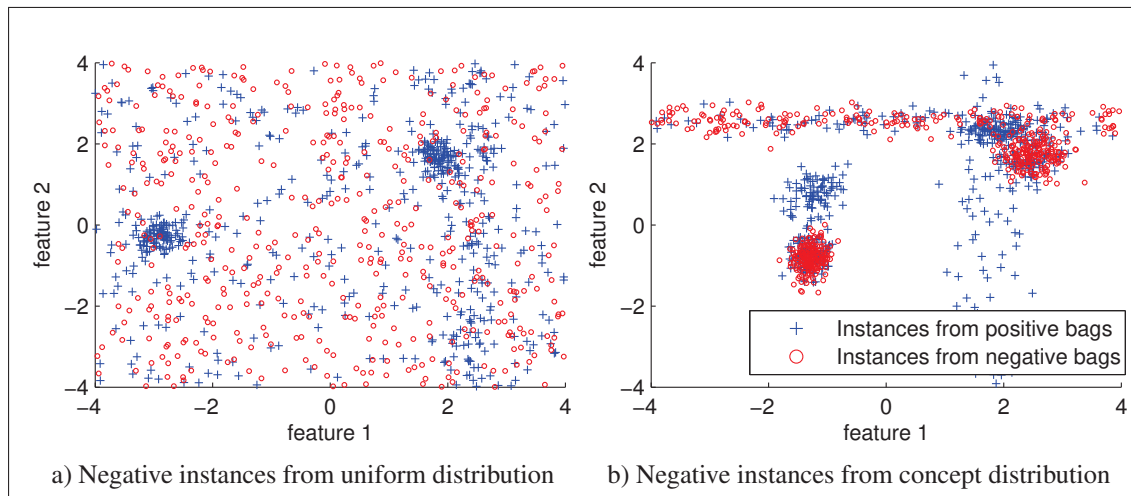 4
2
0
−2
−4
−4
−2
0
2
4
feature 2
feature 1
4
2
0
−2
−4
−4
−2
0
2
4
feature 2
feature 1
Instances from positive bags
Instances from negative bags
a) Negative instances from uniform distribution
b) Negative instances from concept distribution